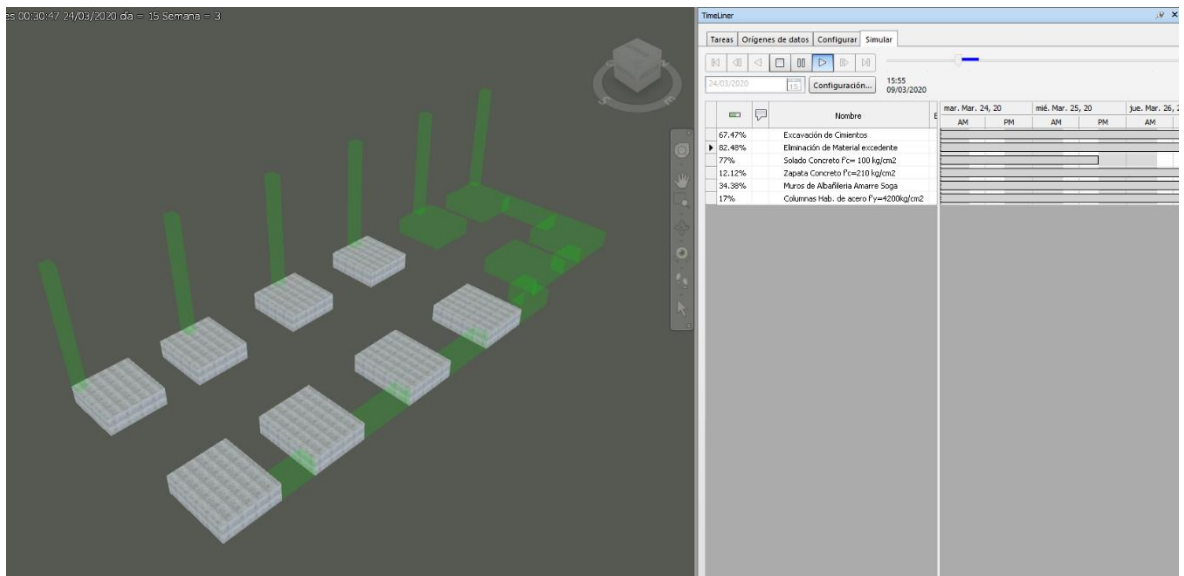 es 00:30:47 24/03/2020 día = 15 Semana = 3
TimeLiner
Tareas Orígenes de datos Configurar Simular
24/03/2020 15 Configuración... 15:55
09/03/2020
Nombre E mar. Mar. 24, 20 mié. Mar. 25, 20 jue. Mar. 26, 2
AM PM AM PM AM
67.47% Excavación de Cimientos
82.48% Eliminación de Material excedente
77% Solado Concreto f'c= 100 kg/cm2
12.12% Zapata Concreto f'c=210 kg/cm2
34.38% Muros de Albañileria Amarre Soga
17% Columnas Hab. de acero f'y=4200kg/cm2